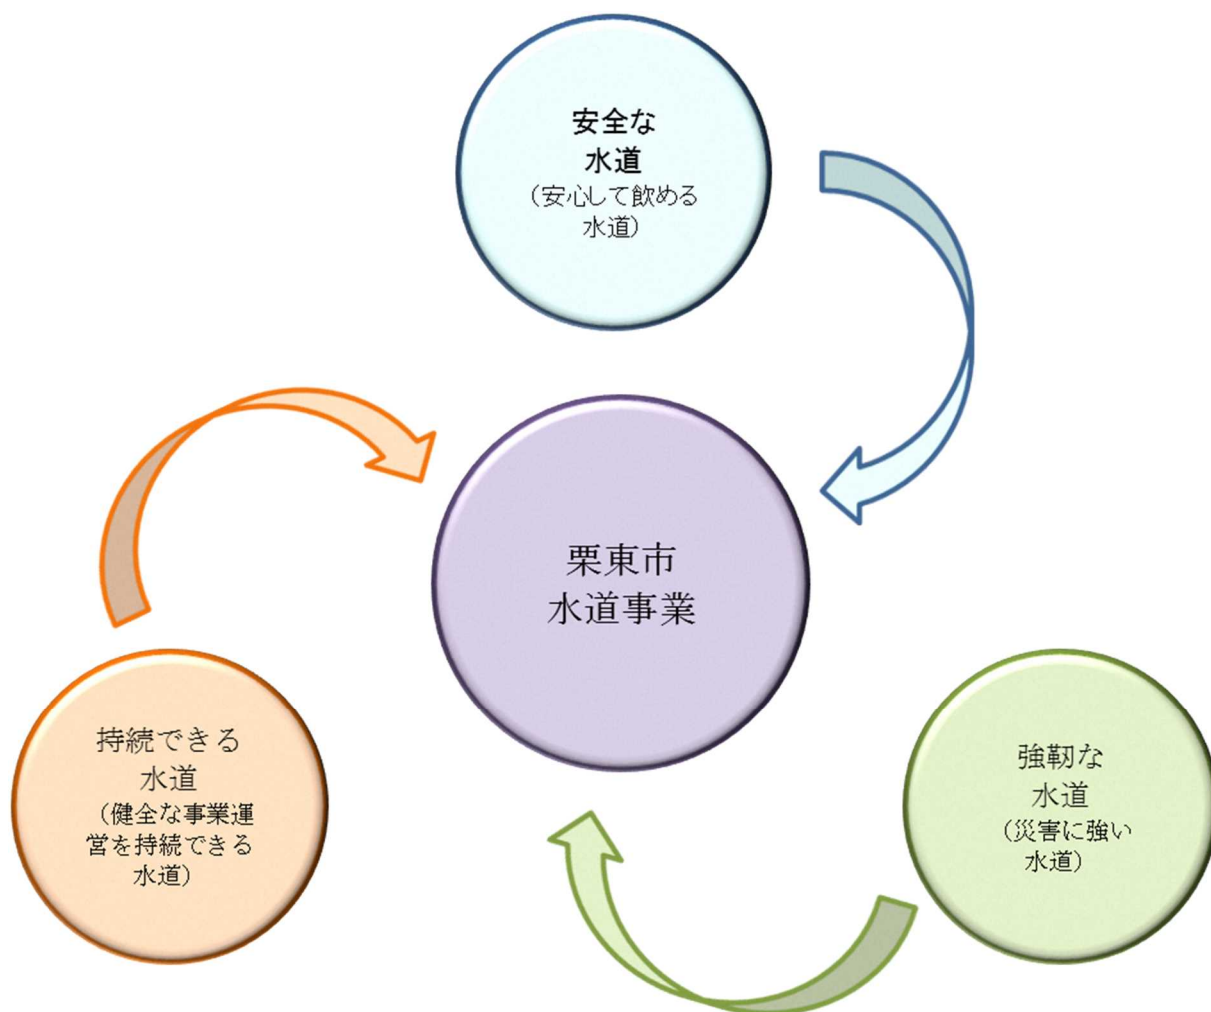 安全な
水道
（安心して飲める
水道）
栗東市
水道事業
持続できる
水道
（健全な事業運
営を持続できる
水道）
強靭な
水道
（災害に強い
水道）